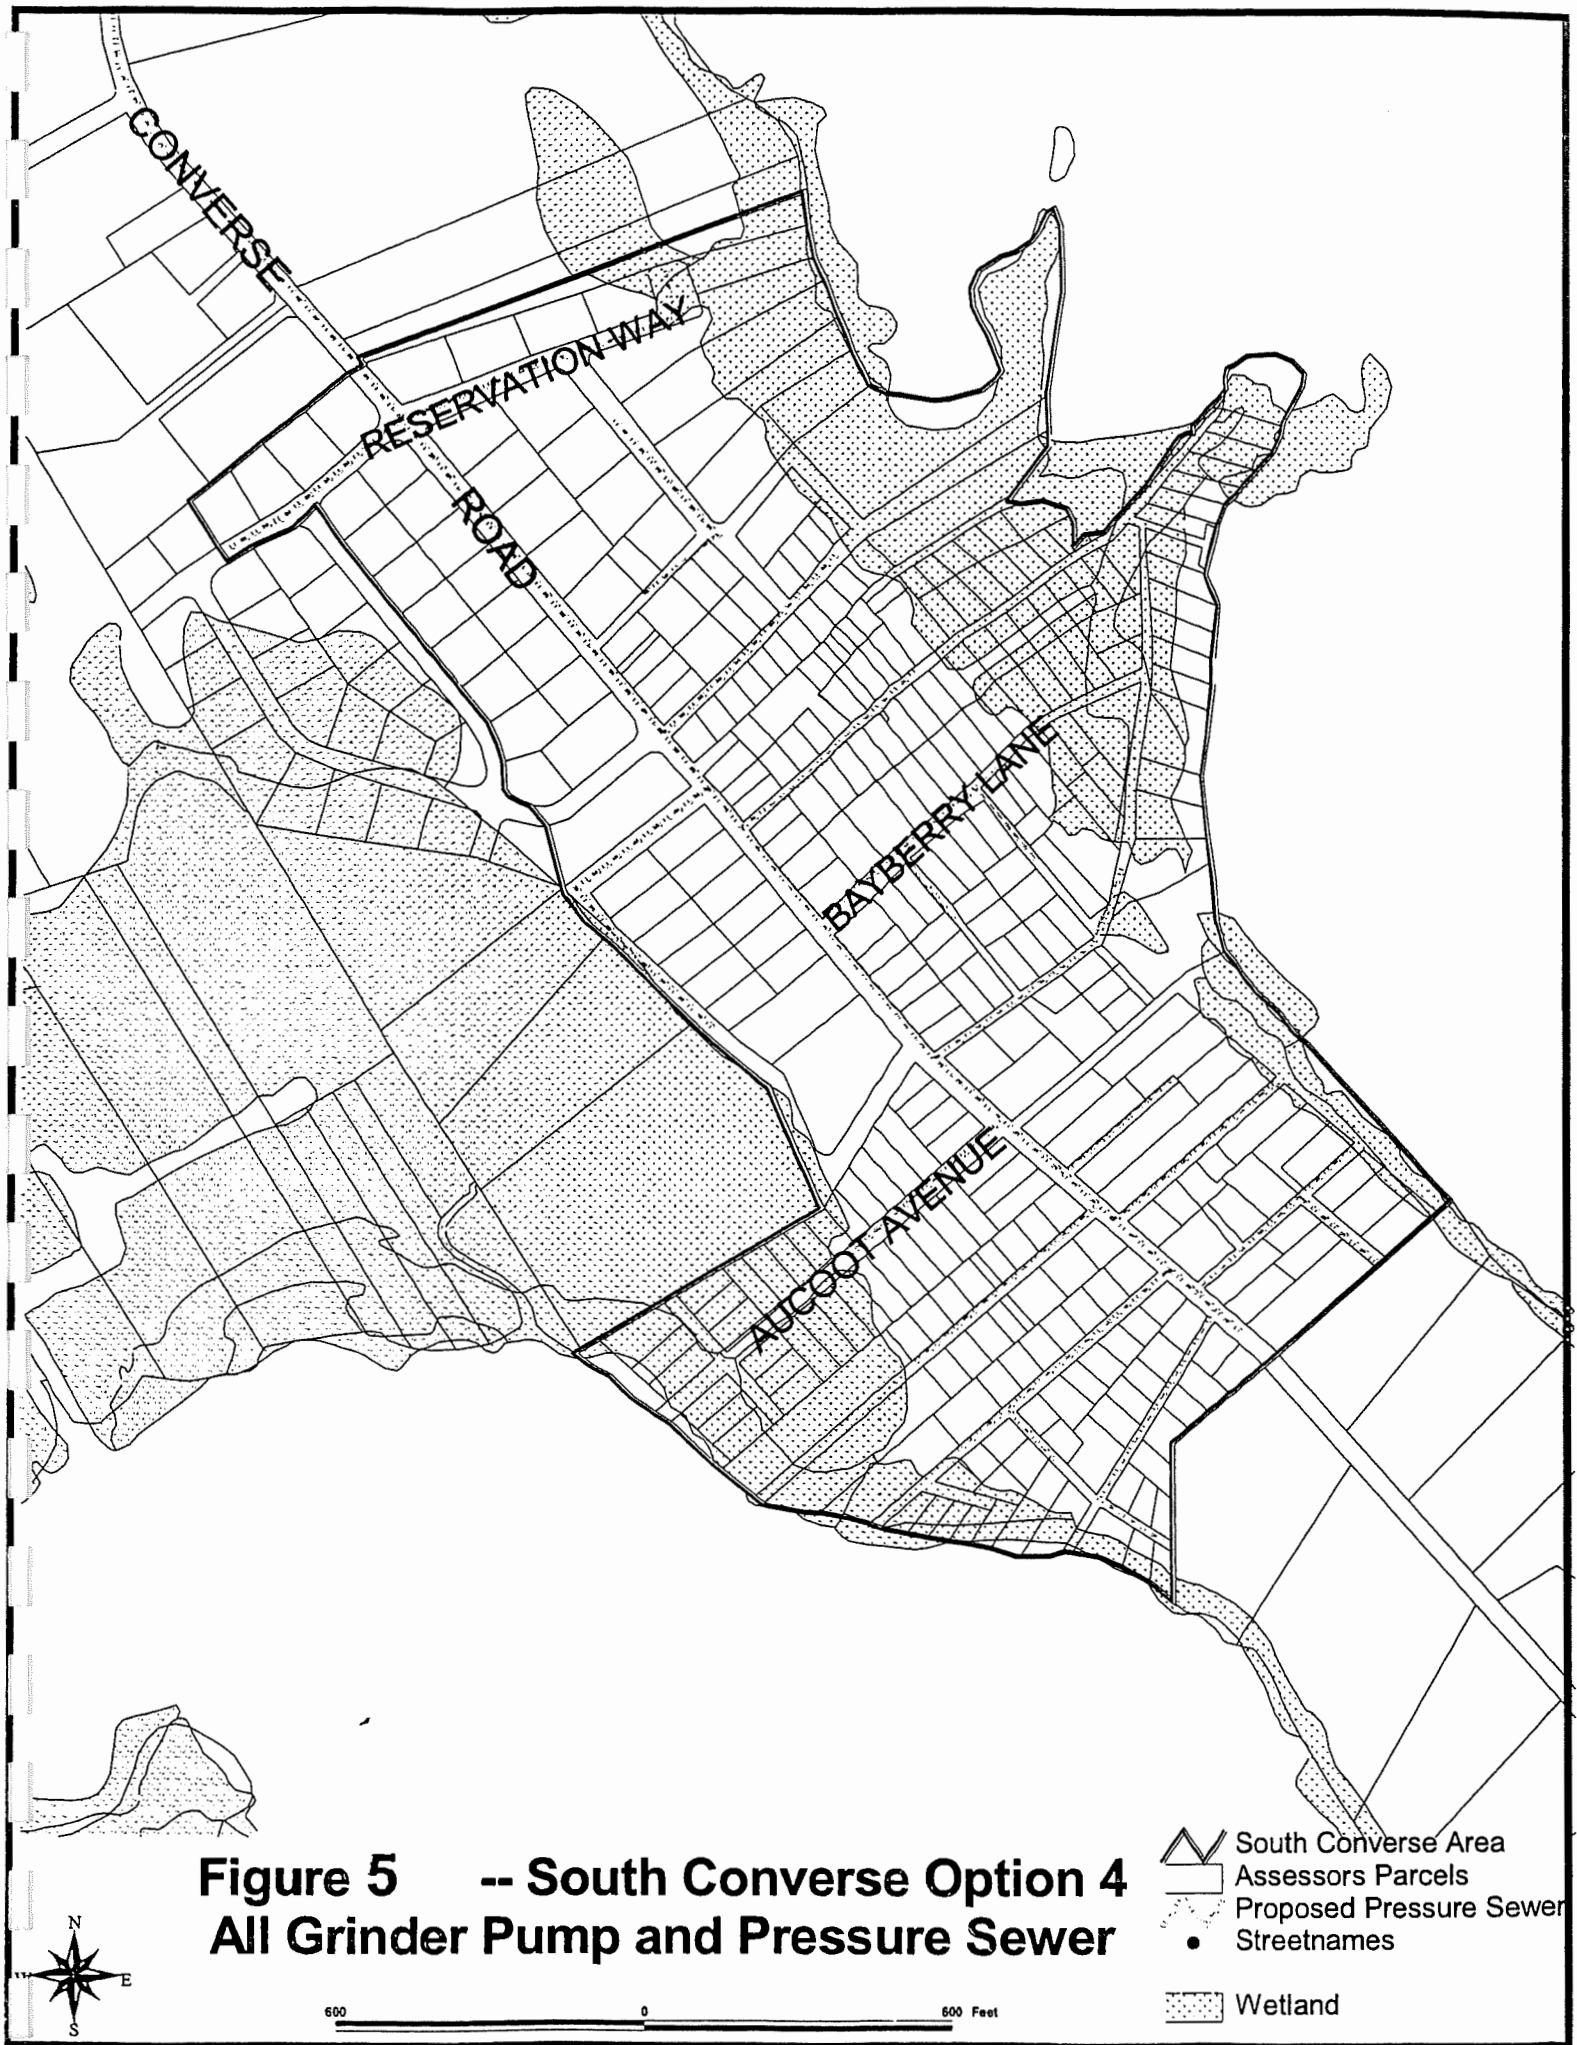 CONVERSE
RESERVATION WAY
ROAD
BAYBERRY LANE
AUCOOT AVENUE
Figure 5 -- South Converse Option 4
All Grinder Pump and Pressure Sewer
South Converse Area
Assessors Parcels
Proposed Pressure Sewer
Streetnames
Wetland
N
W E
S
600 0 600 Feet